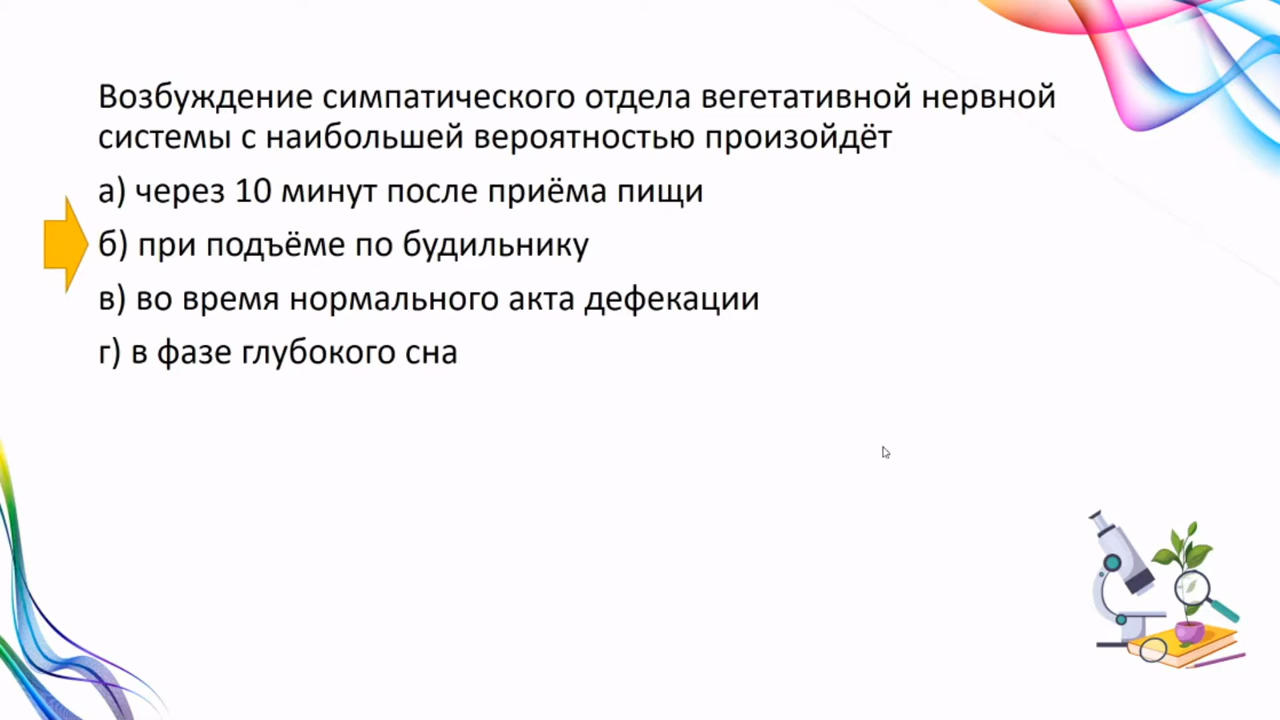 Возбуждение симпатического отдела вегетативной нервной
системы с наибольшей вероятностью произойдёт
а) через 10 минут после приёма пищи
б) при подъёме по будильнику
в) во время нормального акта дефекации
г) в фазе глубокого сна